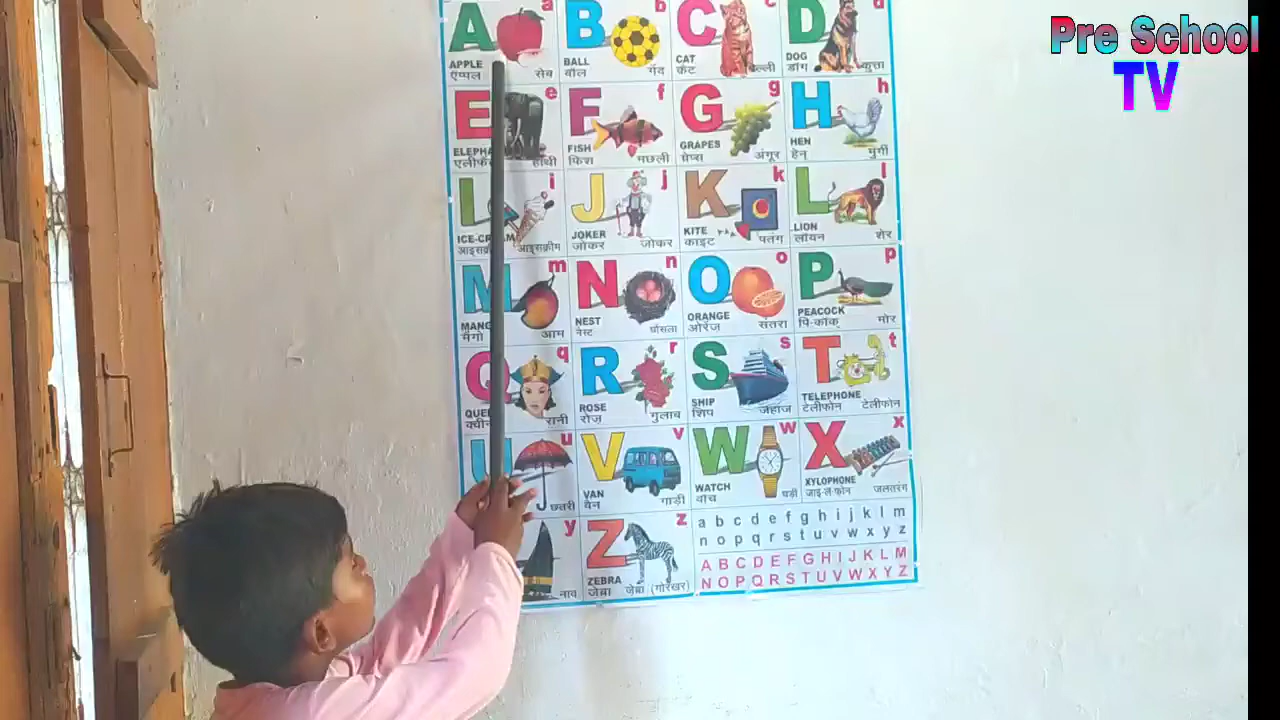 Pre School
TV
A a B b C c D d
APPLE BALL CAT DOG
ऐप्पल सेब बॉल गेंद कैट डॉग कुत्ता
E e F f G g H h
FISH GRAPES HEN
हाथी फिश मछली ग्रेप्स अंगूर हेन मुर्गी
I i J j K k L l
JOKER KITE LION
आइसक्रीम जोकर जोकर काइट पतंग लॉयन शेर
M m N n O o P p
NEST ORANGE PEACOCK
मैंगो आम नेस्ट घोंसला ओरेंज संतरा पि-कॉक् मोर
Q q R r S s T t
ROSE SHIP TELEPHONE
रानी रोज़ गुलाब शिप जहाज टेलीफोन टेलीफोन
U u V v W w X x
VAN WATCH XYLOPHONE
छतरी वैन गाड़ी वॉच घड़ी जाइ-लॅ-फ़ोन जलतरंग
y Z z a b c d e f g h i j k l m
n o p q r s t u v w x y z
A B C D E F G H I J K L M
ZEBRA N O P Q R S T U V W X Y Z
नाव जेब्रा जेब्रा (गोरखर)